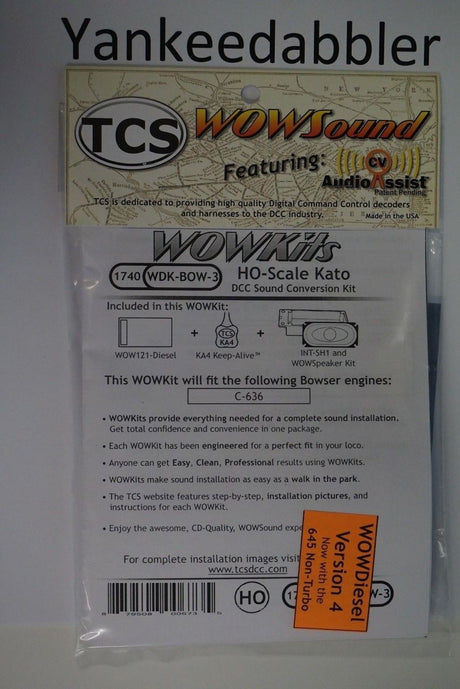 Yankeedabbler
TCS
WOWSound
Featuring:
CV
AudioAssist
Patent Pending
TCS is dedicated to providing high quality Digital Command Control decoders
and harnesses to the DCC industry.
Made in the USA
WOWKits
1740 WDK-BOW-3
HO-Scale Kato
DCC Sound Conversion Kit
Included in this WOWKit:
+
TCS
KA4
+
WOW121-Diesel
KA4 Keep-Alive™
INT-SH1 and
WOWSpeaker Kit
This WOWKit will fit the following Bowser engines:
C-636
• WOWKits provide everything needed for a complete sound installation.
Get total confidence and convenience in one package.
• Each WOWKit has been engineered for a perfect fit in your loco.
• Anyone can get Easy, Clean, Professional results using WOWKits.
• WOWKits make sound installation as easy as a walk in the park.
• The TCS website features step-by-step, installation pictures, and
instructions for each WOWKit.
• Enjoy the awesome, CD-Quality, WOWSound
WOWDiesel
Version 4
Now with the
645 Non-Turbo
For complete installation images
www.tcsdcc.com
HO
W-3